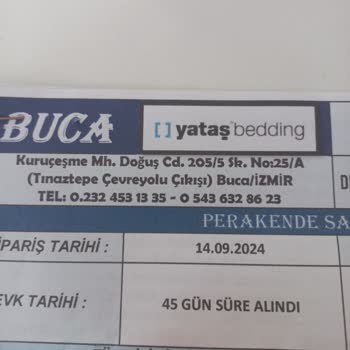 BUCA
yataş bedding
Kuruçeşme Mh. Doğuş Cd. 205/5 Sk. No:25/A
(Tınaztepe Çevreyolu Çıkışı) Buca/İZMİR
TEL: 0.232 453 13 35 - 0 543 632 86 23
PERAKENDE SA
İPARİŞ TARİHİ : 14.09.2024
EVK TARİHİ : 45 GÜN SÜRE ALINDI